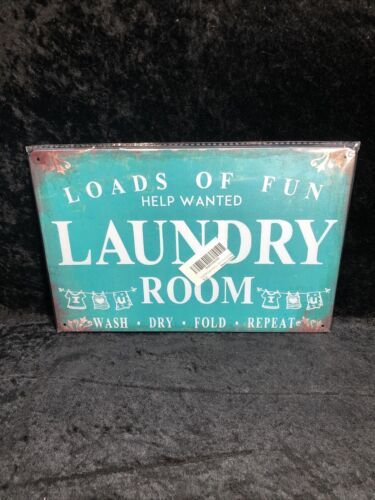 LOADS OF FUN
HELP WANTED
LAUNDRY
ROOM
WASH · DRY · FOLD · REPEAT